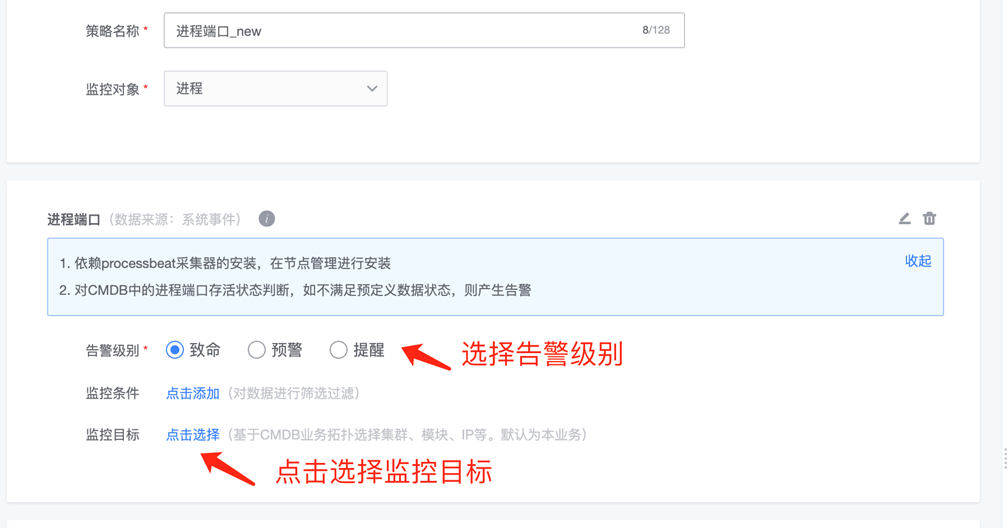 策略名称 * 进程端口_new 8/128
监控对象 * 进程
进程端口（数据来源：系统事件） i
1. 依赖processbeat采集器的安装，在节点管理进行安装 收起
2. 对CMDB中的进程端口存活状态判断，如不满足预定义数据状态，则产生告警
告警级别 * 致命 预警 提醒 选择告警级别
监控条件 点击添加（对数据进行筛选过滤）
监控目标 点击选择（基于CMDB业务拓扑选择集群、模块、IP等。默认为本业务）
点击选择监控目标